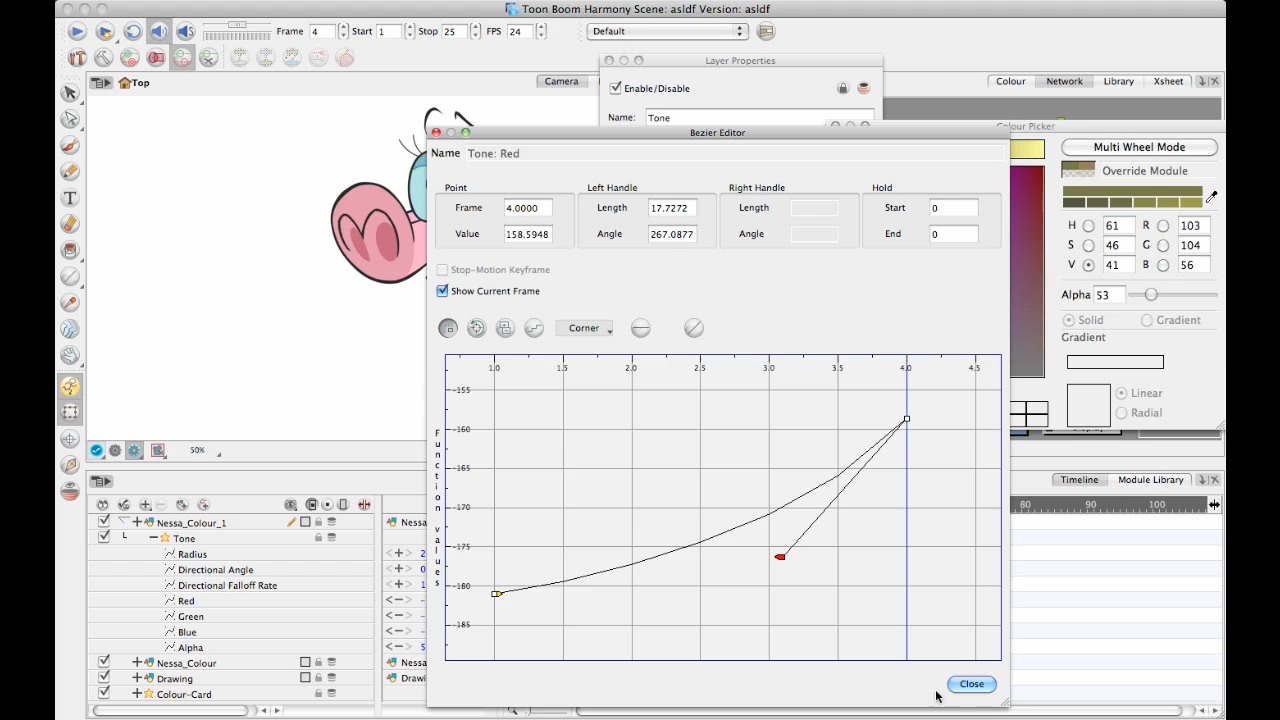 Toon Boom Harmony Scene: asldf Version: asldf
Frame 4 Start 1 Stop 25 FPS 24 Default
Top
Camera
Layer Properties
Enable/Disable
Name: Tone
Colour Network Library Xsheet
Colour Picker
Multi Wheel Mode
Override Module
H 61 R 103
S 46 G 104
V 41 B 56
Alpha 53
Solid Gradient
Gradient
Linear
Radial
Bezier Editor
Name Tone: Red
Point Left Handle Right Handle Hold
Frame 4.0000 Length 17.7272 Length Start 0
Value 158.5948 Angle 267.0877 Angle End 0
Stop-Motion Keyframe
Show Current Frame
Corner
1.0 1.5 2.0 2.5 3.0 3.5 4.0 4.5
-155
-160
-165
-170
-175
-180
-185
Function values
Close
50%
Timeline Module Library
80 90 100
Nessa_Colour_1
Tone
Radius
Directional Angle
Directional Falloff Rate
Red
Green
Blue
Alpha
Nessa_Colour
Drawing
Colour-Card
Nessa
2
0
1
-
-
-
5
Nessa
Drawi